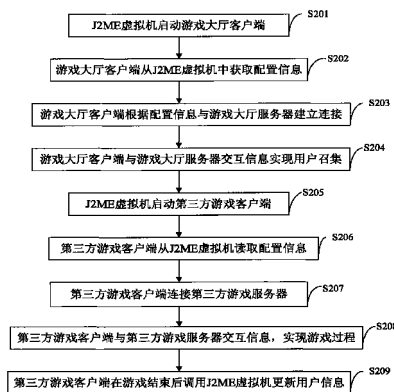 J2ME虚拟机启动游戏大厅客户端
S201
游戏大厅客户端从J2ME虚拟机中获取配置信息
S202
游戏大厅客户端根据配置信息与游戏大厅服务器建立连接
S203
游戏大厅客户端与游戏大厅服务器交互信息实现用户召集
S204
J2ME虚拟机启动第三方游戏客户端
S205
第三方游戏客户端从J2ME虚拟机读取配置信息
S206
第三方游戏客户端连接第三方游戏服务器
S207
第三方游戏客户端与第三方游戏服务器交互信息，实现游戏过程
S208
第三方游戏客户端在游戏结束后调用J2ME虚拟机更新用户信息
S209